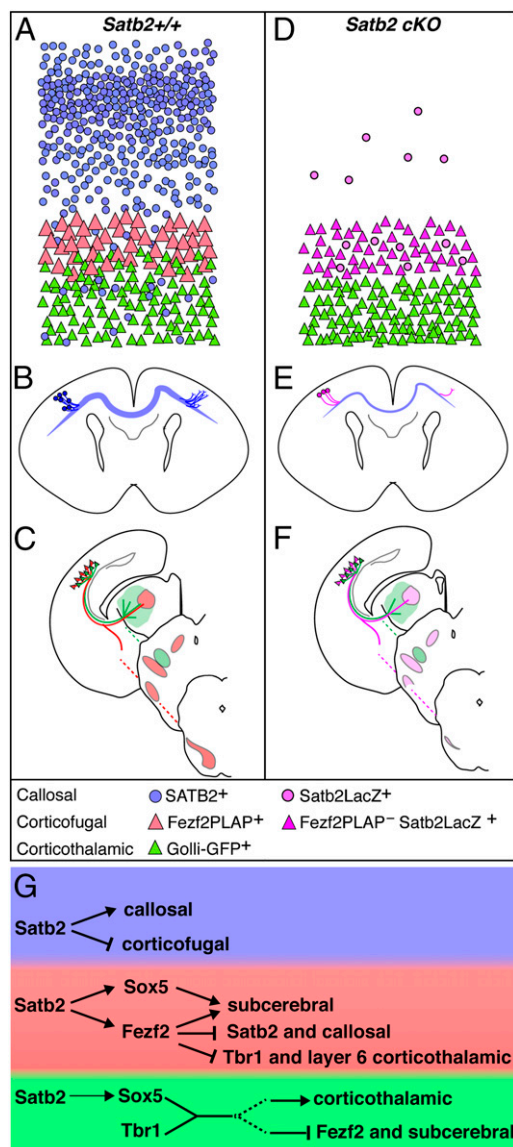 Satb2+/+
Satb2 cKO
A
D
B
E
C
F
Callosal SATB2+ Satb2LacZ+
Corticofugal Fezf2PLAP+ Fezf2PLAP− Satb2LacZ +
Corticothalamic Golli-GFP+
G
callosal
Satb2
corticofugal
Sox5
Satb2 subcerebral
Fezf2 Satb2 and callosal
Tbr1 and layer 6 corticothalamic
Satb2 Sox5 corticothalamic
Tbr1 Fezf2 and subcerebral